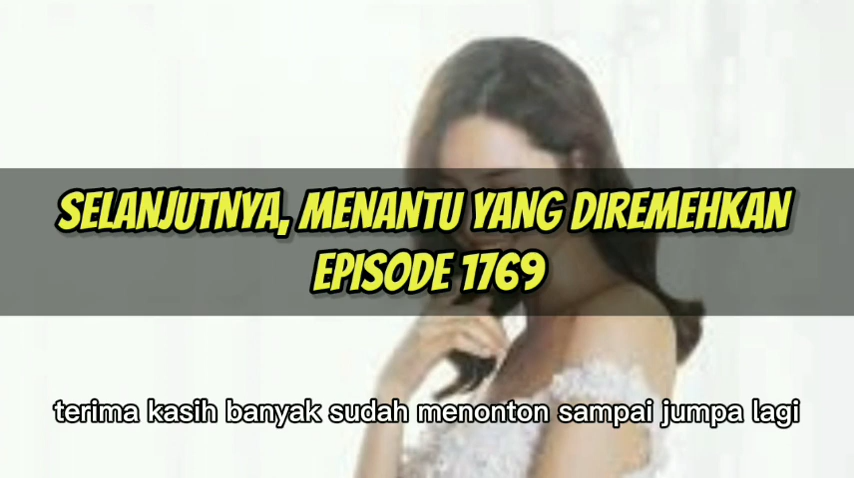 SELANJUTNYA, MENANTU YANG DIREMEHKAN
EPISODE 1769
terima kasih banyak sudah menonton sampai jumpa lagi